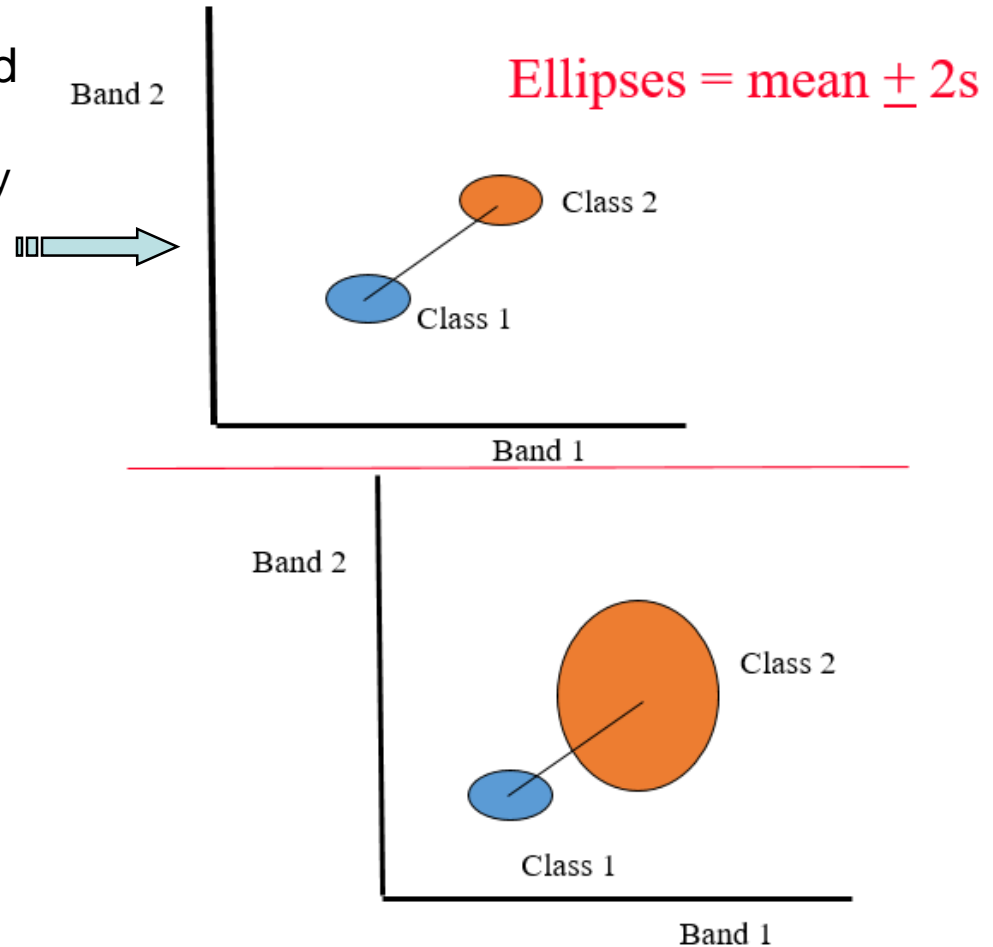 d
Band 2
Ellipses = mean ± 2s
y
Class 2
Class 1
Band 1
Band 2
Class 2
Class 1
Band 1